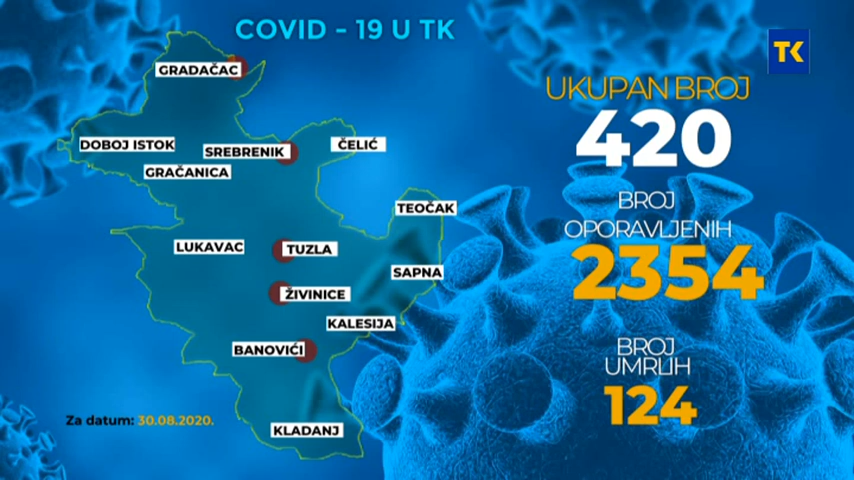 COVID - 19 U TK
TK
GRADAČAC
DOBOJ ISTOK
SREBRENIK
ČELIĆ
GRAČANICA
TEOČAK
LUKAVAC
TUZLA
SAPNA
ŽIVINICE
KALESIJA
BANOVIĆI
KLADANJ
Za datum: 30.08.2020.
UKUPAN BROJ
420
BROJ
OPORAVLJENIH
2354
BROJ
UMRLIH
124